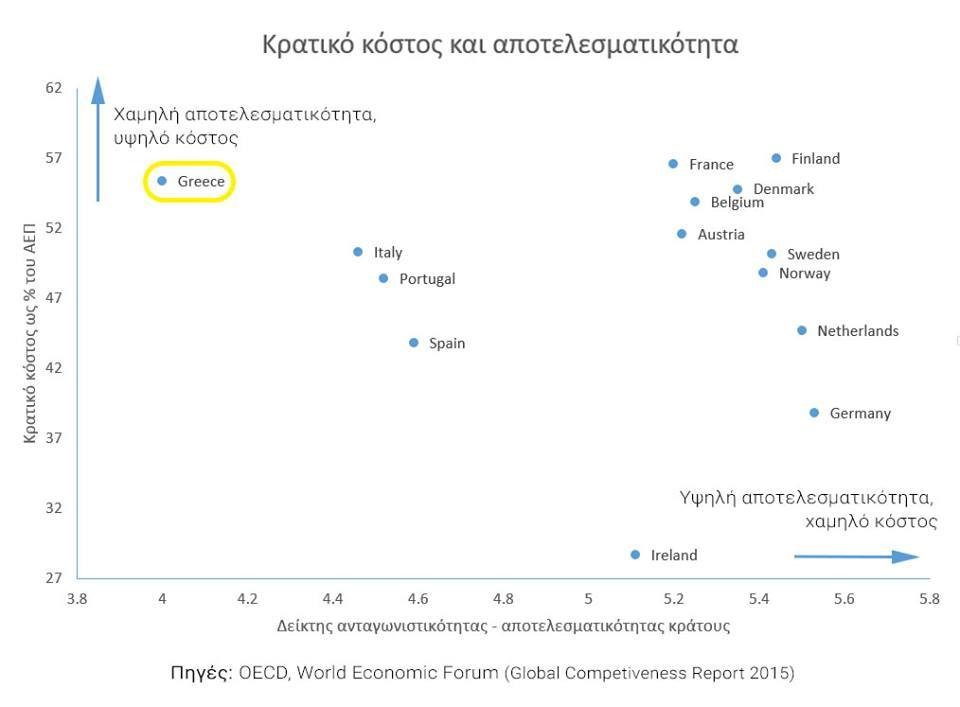 Κρατικό κόστος και αποτελεσματικότητα
62
Χαμηλή αποτελεσματικότητα,
υψηλό κόστος
57
France
Finland
Greece
Denmark
Belgium
52
Austria
Italy
Sweden
Portugal
Norway
47
Netherlands
Spain
42
Germany
37
Κρατικό κόστος ως % του ΑΕΠ
32
Υψηλή αποτελεσματικότητα,
χαμηλό κόστος
Ireland
27
3.8 4 4.2 4.4 4.6 4.8 5 5.2 5.4 5.6 5.8
Δείκτης ανταγωνιστικότητας - αποτελεσματικότητας κράτους
Πηγές: OECD, World Economic Forum (Global Competiveness Report 2015)